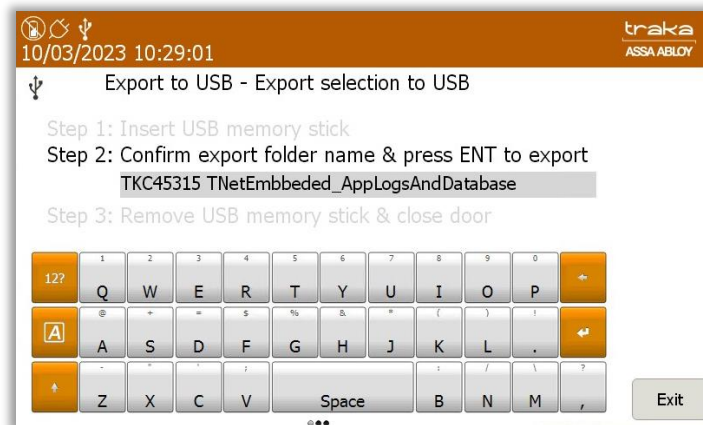 traka
10/03/2023 10:29:01
ASSA ABLOY
Export to USB - Export selection to USB
Step 1: Insert USB memory stick
Step 2: Confirm export folder name & press ENT to export
TKC45315 TNetEmbbeded_AppLogsAndDatabase
Step 3: Remove USB memory stick & close door
1 2 3 4 5 6 7 8 9 0
12? Q W E R T Y U I O P
@ + = $ % & * ( ) !
A A S D F G H J K L .
- " ' ; : / \ ?
Z X C V Space B N M ,
Exit